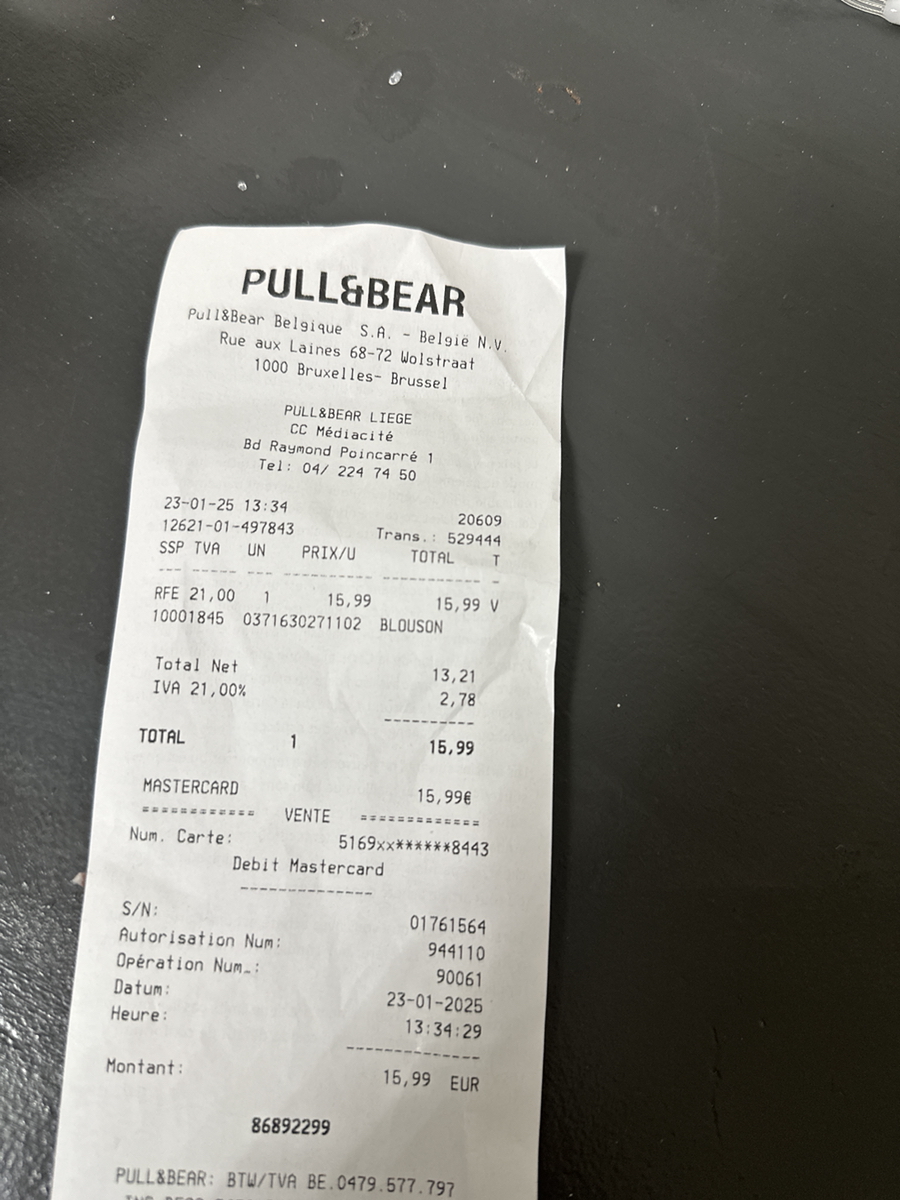 PULL&BEAR
Pull&Bear Belgique S.A. - België N.V.
Rue aux Laines 68-72 Wolstraat
1000 Bruxelles- Brussel
PULL&BEAR LIEGE
CC Médiacité
Bd Raymond Poincarré 1
Tel: 04/ 224 74 50
23-01-25 13:34 20609
12621-01-497843 Trans.: 529444
SSP TVA UN PRIX/U TOTAL T
--- ---- --- ---------- ----------- -
RFE 21,00 1 15,99 15,99 V
10001845 0371630271102 BLOUSON
Total Net 13,21
IVA 21,00% 2,78
----------
TOTAL 1 15,99
MASTERCARD 15,99€
============ VENTE =============
Num. Carte: 5169xx******8443
Debit Mastercard
--------------
S/N: 01761564
Autorisation Num: 944110
Opération Num.: 90061
Datum: 23-01-2025
Heure: 13:34:29
--------------
Montant: 15,99 EUR
86892299
PULL&BEAR: BTW/TVA BE.0479.577.797